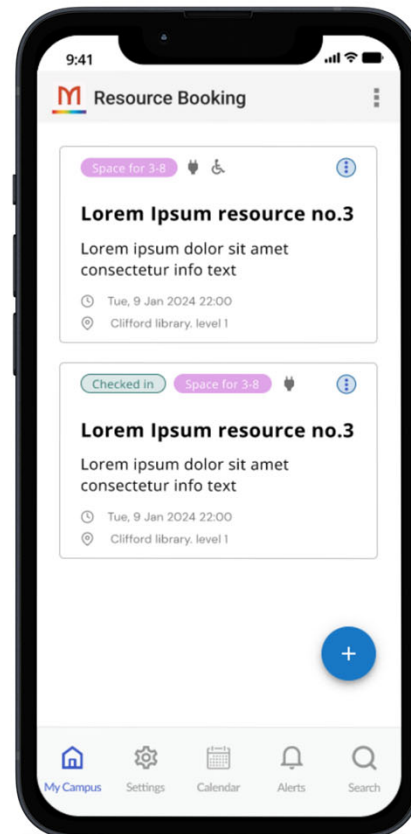 9:41
M Resource Booking
Space for 3-8
Lorem Ipsum resource no.3
Lorem ipsum dolor sit amet
consectetur info text
Tue, 9 Jan 2024 22:00
Clifford library. level 1
Checked in Space for 3-8
Lorem Ipsum resource no.3
Lorem ipsum dolor sit amet
consectetur info text
Tue, 9 Jan 2024 22:00
Clifford library. level 1
+
My Campus Settings Calendar Alerts Search